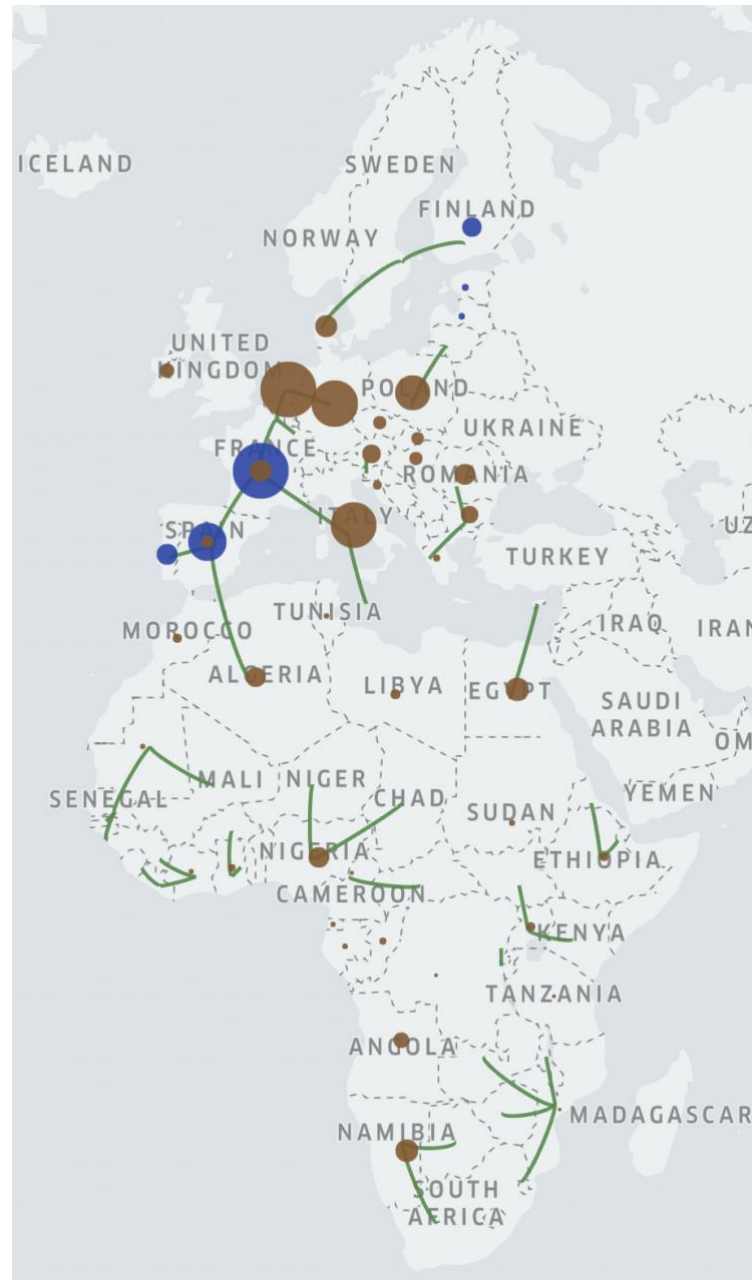 ICELAND
SWEDEN
FINLAND
NORWAY
UNITED
KINGDOM
POLAND
UKRAINE
FRANCE
ROMANIA
ITALY
SPAIN
UZ
TURKEY
TUNISIA
IRAQ
IRAN
MOROCCO
ALGERIA
LIBYA
EGYPT
SAUDI
ARABIA
OM
MALI
NIGER
CHAD
SENEGAL
SUDAN
YEMEN
NIGERIA
ETHIOPIA
CAMEROON
KENYA
TANZANIA
ANGOLA
MADAGASCAR
NAMIBIA
SOUTH
AFRICA